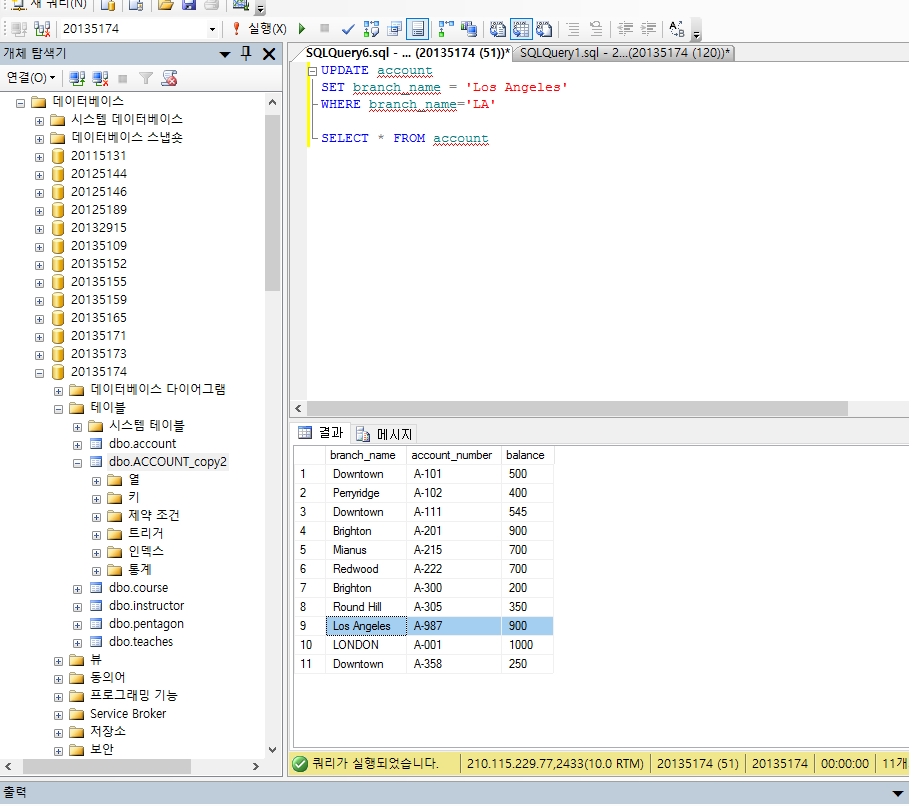 새 쿼리(N)
20135174
실행(X)
개체 탐색기
연결(O)
데이터베이스
시스템 데이터베이스
데이터베이스 스냅숏
20115131
20125144
20125146
20125189
20132915
20135109
20135152
20135155
20135159
20135165
20135171
20135173
20135174
데이터베이스 다이어그램
테이블
시스템 테이블
dbo.account
dbo.ACCOUNT_copy2
열
키
제약 조건
트리거
인덱스
통계
dbo.course
dbo.instructor
dbo.pentagon
dbo.teaches
뷰
동의어
프로그래밍 기능
Service Broker
저장소
보안
SQLQuery6.sql - ... (20135174 (51))* SQLQuery1.sql - 2...(20135174 (120))*
UPDATE account
SET branch_name = 'Los Angeles'
WHERE branch_name='LA'
SELECT * FROM account
결과 메시지
branch_name account_number balance
1 Downtown A-101 500
2 Perryridge A-102 400
3 Downtown A-111 545
4 Brighton A-201 900
5 Mianus A-215 700
6 Redwood A-222 700
7 Brighton A-300 200
8 Round Hill A-305 350
9 Los Angeles A-987 900
10 LONDON A-001 1000
11 Downtown A-358 250
쿼리가 실행되었습니다. 210.115.229.77,2433(10.0 RTM) 20135174 (51) 20135174 00:00:00 11개
출력